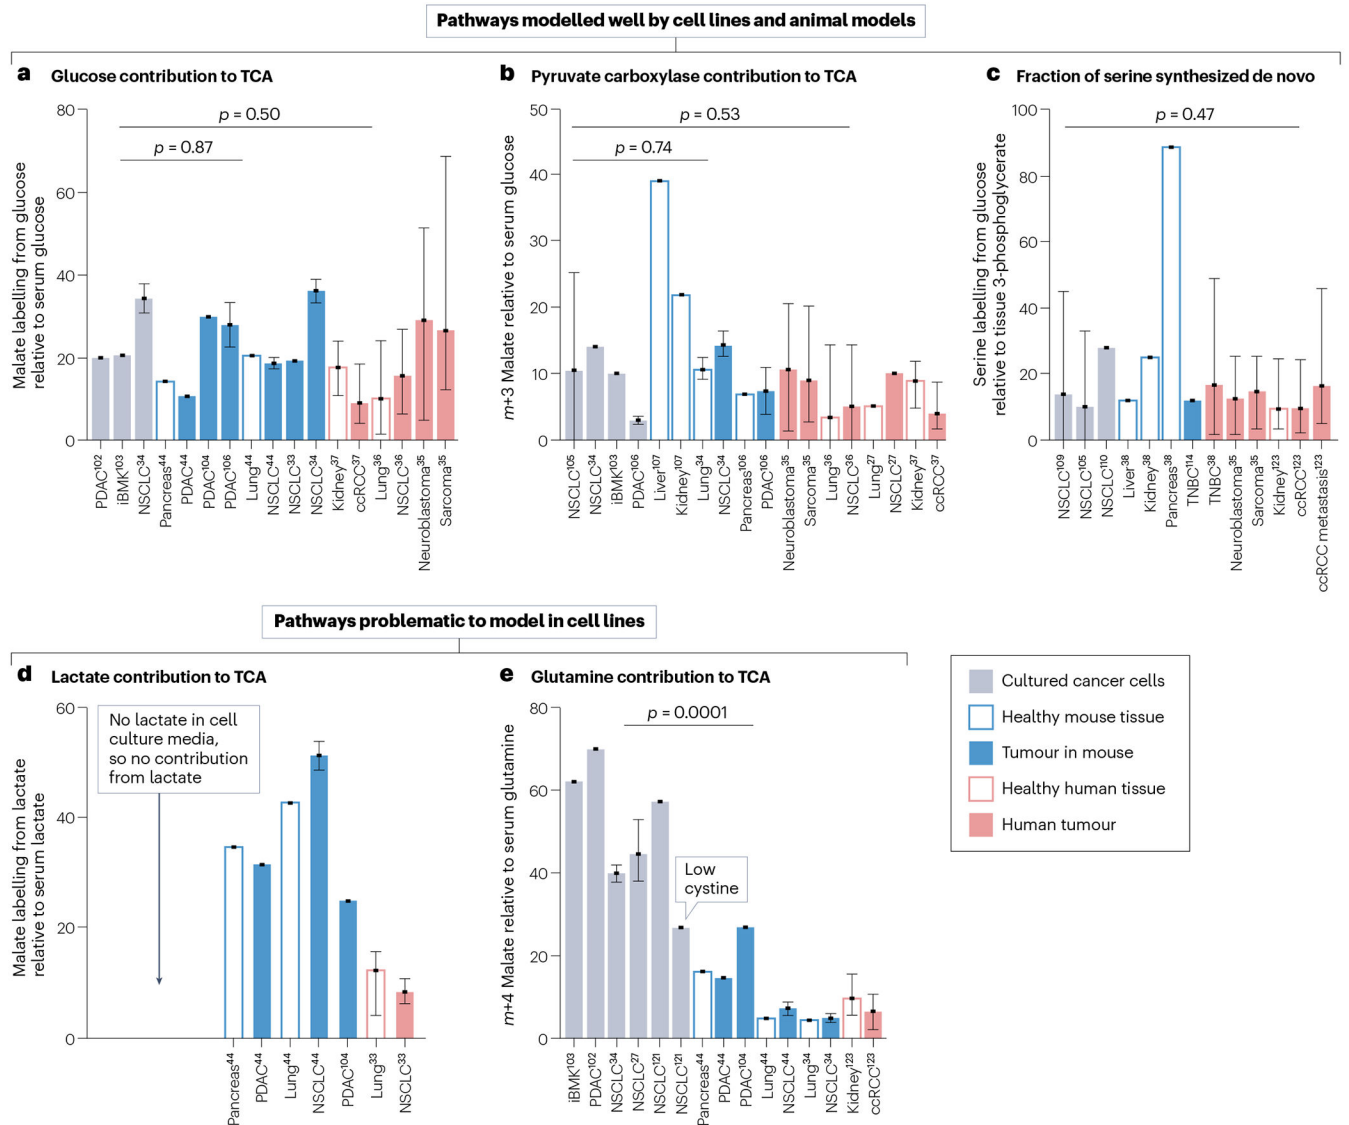 Pathways modelled well by cell lines and animal models
a Glucose contribution to TCA
Malate labelling from glucose
relative to serum glucose
80
60
40
20
0
p = 0.50
p = 0.87
PDAC¹⁰²
iBMK¹⁰³
NSCLC³⁴
Pancreas⁴⁴
PDAC⁴⁴
PDAC¹⁰⁴
PDAC¹⁰⁶
Lung⁴⁴
NSCLC⁴⁴
NSCLC³³
NSCLC³⁴
Kidney³⁷
ccRCC³⁷
Lung³⁶
NSCLC³⁶
Neuroblastoma³⁵
Sarcoma³⁵
b Pyruvate carboxylase contribution to TCA
m+3 Malate relative to serum glucose
50
40
30
20
10
0
p = 0.53
p = 0.74
NSCLC¹⁰⁵
NSCLC³⁴
iBMK¹⁰³
PDAC¹⁰⁶
Liver¹⁰⁷
Kidney¹⁰⁷
Lung³⁴
NSCLC³⁴
Pancreas¹⁰⁶
PDAC¹⁰⁶
Neuroblastoma³⁵
Sarcoma³⁵
Lung³⁶
NSCLC³⁶
Lung²⁷
NSCLC²⁷
Kidney³⁷
ccRCC³⁷
c Fraction of serine synthesized de novo
Serine labelling from glucose
relative to tissue 3-phosphoglycerate
100
80
60
40
20
0
p = 0.47
NSCLC¹⁰⁹
NSCLC¹⁰⁵
NSCLC¹¹⁰
Liver³⁸
Kidney³⁸
Pancreas³⁸
TNBC¹¹⁴
TNBC³⁸
Neuroblastoma³⁵
Sarcoma³⁵
Kidney¹²³
ccRCC¹²³
ccRCC metastasis¹²³
Pathways problematic to model in cell lines
d Lactate contribution to TCA
Malate labelling from lactate
relative to serum lactate
60
40
20
0
No lactate in cell
culture media,
so no contribution
from lactate
Pancreas⁴⁴
PDAC⁴⁴
Lung⁴⁴
NSCLC⁴⁴
PDAC¹⁰⁴
Lung³³
NSCLC³³
e Glutamine contribution to TCA
m+4 Malate relative to serum glutamine
80
60
40
20
0
p = 0.0001
Low
cystine
iBMK¹⁰³
PDAC¹⁰²
NSCLC³⁴
NSCLC²⁷
NSCLC¹²¹
NSCLC¹²¹
Pancreas⁴⁴
PDAC⁴⁴
PDAC¹⁰⁴
Lung⁴⁴
NSCLC⁴⁴
Lung³⁴
NSCLC³⁴
Kidney¹²³
ccRCC¹²³
Cultured cancer cells
Healthy mouse tissue
Tumour in mouse
Healthy human tissue
Human tumour